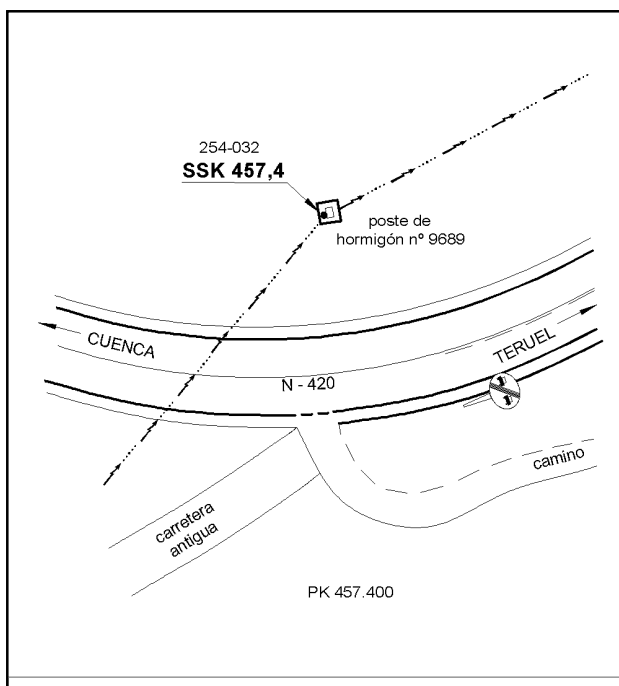 254-032
SSK 457,4
poste de
hormigón nº 9689
CUENCA
TERUEL
N - 420
camino
carretera
antigua
PK 457.400